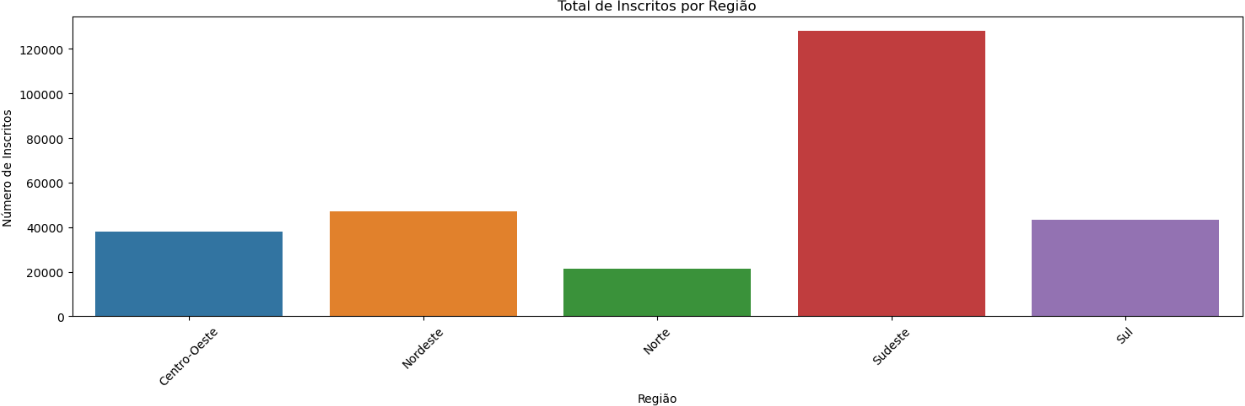 Total de Inscritos por Região
Número de Inscritos
120000
100000
80000
60000
40000
20000
0
Centro-Oeste
Nordeste
Norte
Sudeste
Sul
Região